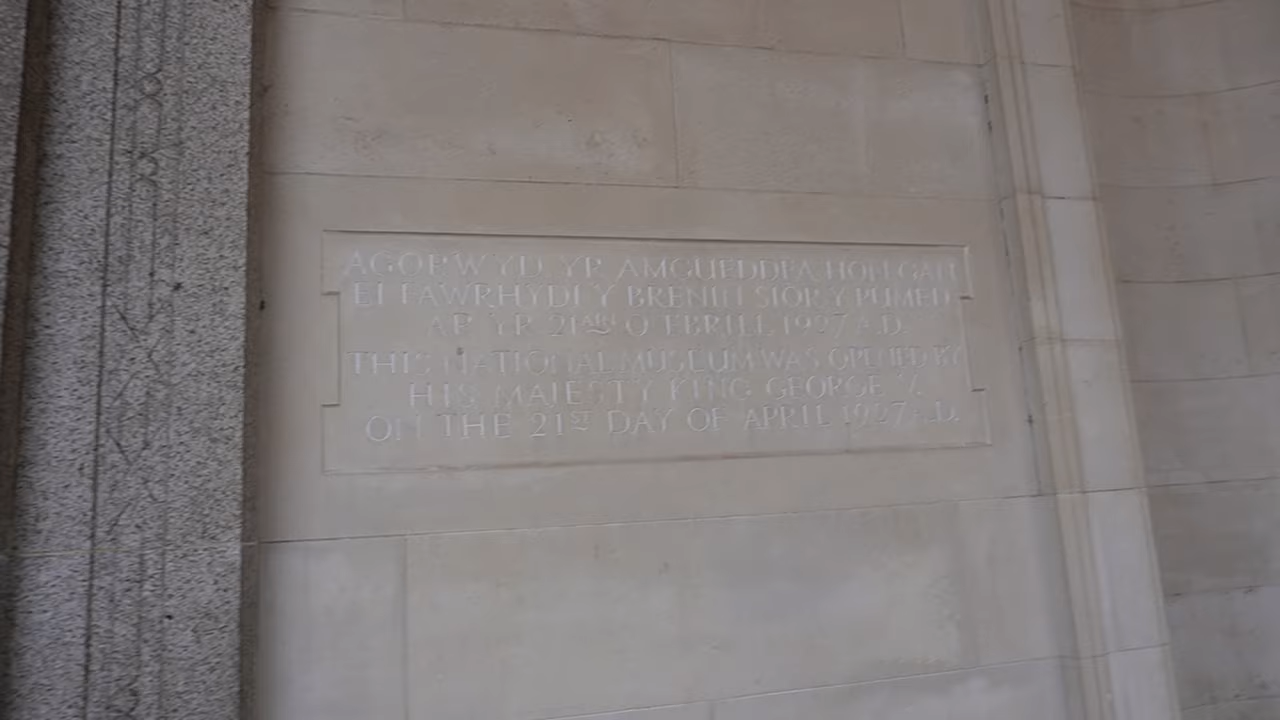 AGORWYD YR AMGUEDDFA HON GAN
EI FAWRHYDI Y BRENIN SIÔR Y PUMED
AR YR 21AIN O EBRILL 1927 A.D.
THIS NATIONAL MUSEUM WAS OPENED BY
HIS MAJESTY KING GEORGE V.
ON THE 21ST DAY OF APRIL 1927 A.D.